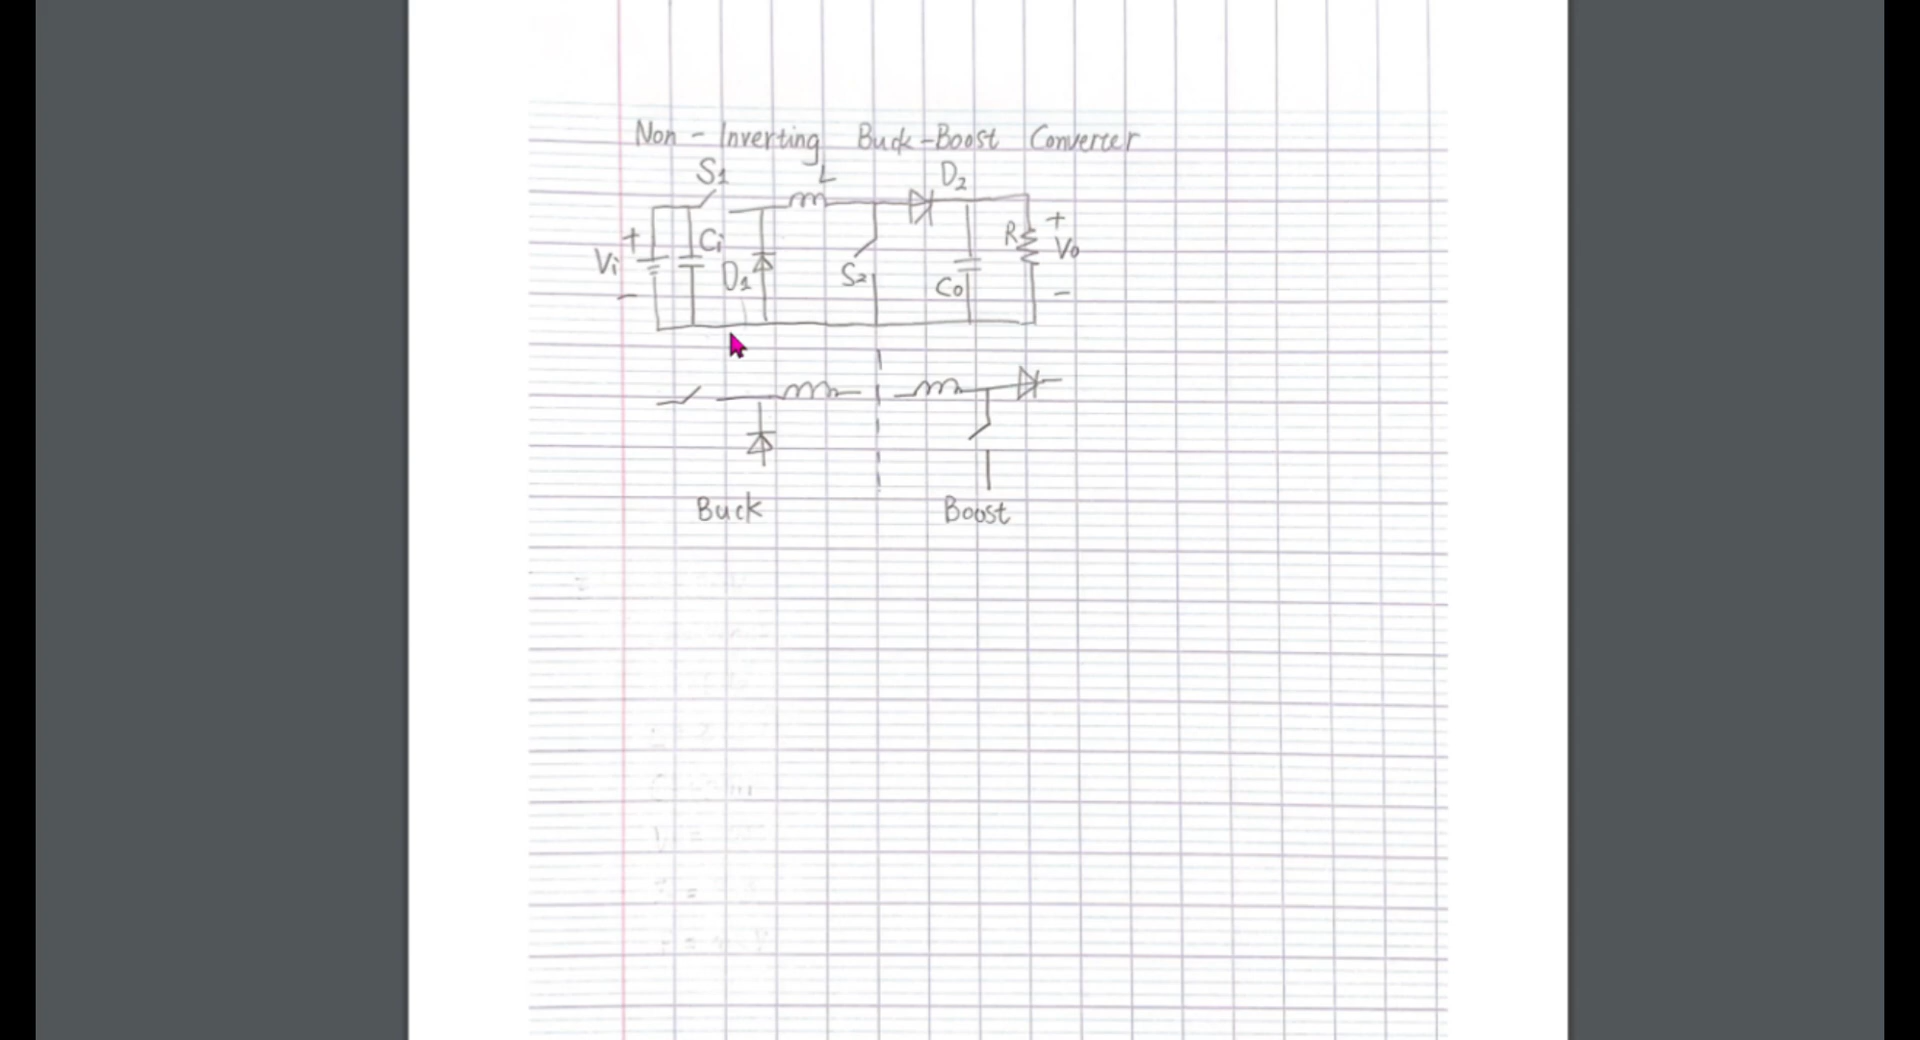 Non - Inverting Buck-Boost Converter
S1 L D2
+ Ci R +
Vi D1 S2 Co Vo
- -
Buck Boost